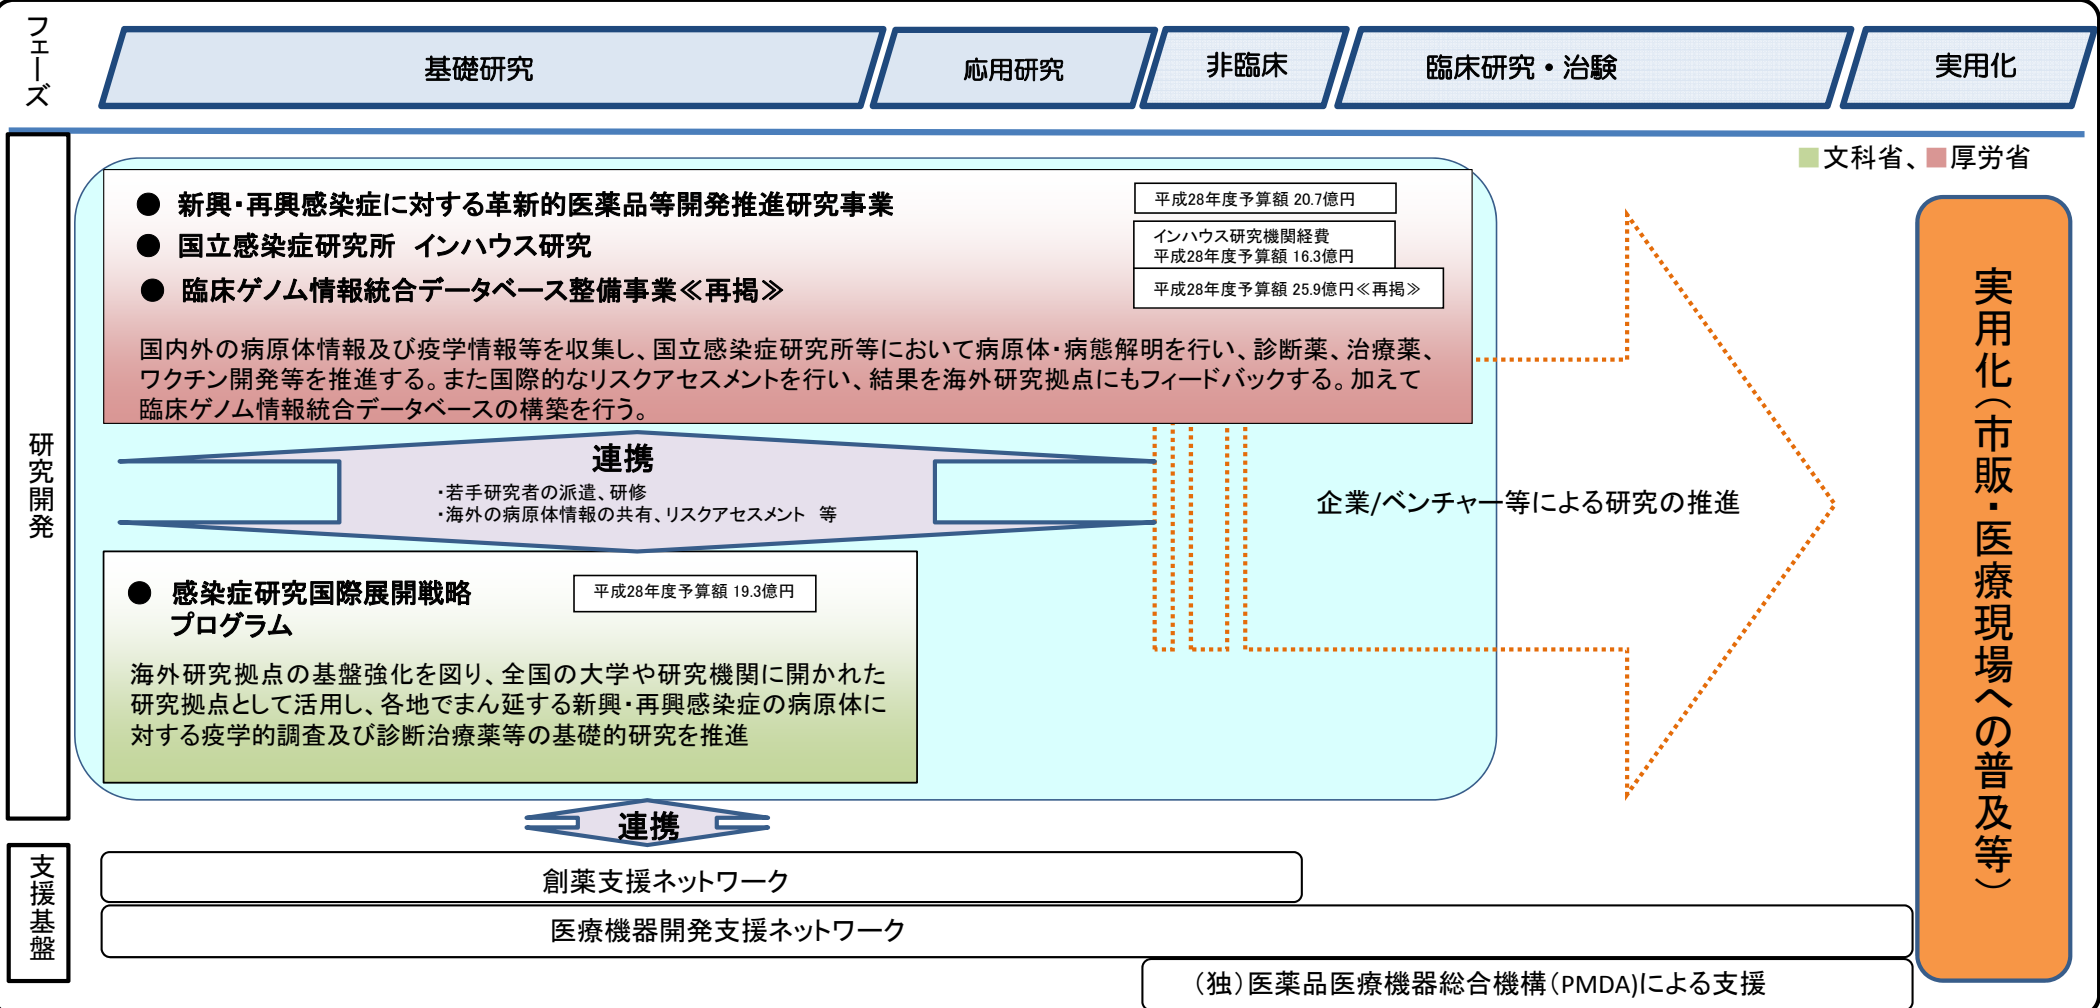 フェーズ
基礎研究
応用研究
非臨床
臨床研究・治験
実用化
■文科省、■厚労省
研究開発
● 新興・再興感染症に対する革新的医薬品等開発推進研究事業
平成28年度予算額 20.7億円
● 国立感染症研究所 インハウス研究
インハウス研究機関経費
平成28年度予算額 16.3億円
● 臨床ゲノム情報統合データベース整備事業≪再掲≫
平成28年度予算額 25.9億円≪再掲≫
国内外の病原体情報及び疫学情報等を収集し、国立感染症研究所等において病原体・病態解明を行い、診断薬、治療薬、
ワクチン開発等を推進する。また国際的なリスクアセスメントを行い、結果を海外研究拠点にもフィードバックする。加えて
臨床ゲノム情報統合データベースの構築を行う。
連携
・若手研究者の派遣、研修
・海外の病原体情報の共有、リスクアセスメント 等
企業/ベンチャー等による研究の推進
● 感染症研究国際展開戦略
プログラム
平成28年度予算額 19.3億円
海外研究拠点の基盤強化を図り、全国の大学や研究機関に開かれた
研究拠点として活用し、各地でまん延する新興・再興感染症の病原体に
対する疫学的調査及び診断治療薬等の基礎的研究を推進
実用化（市販・医療現場への普及等）
連携
支援基盤
創薬支援ネットワーク
医療機器開発支援ネットワーク
（独）医薬品医療機器総合機構（PMDA)による支援